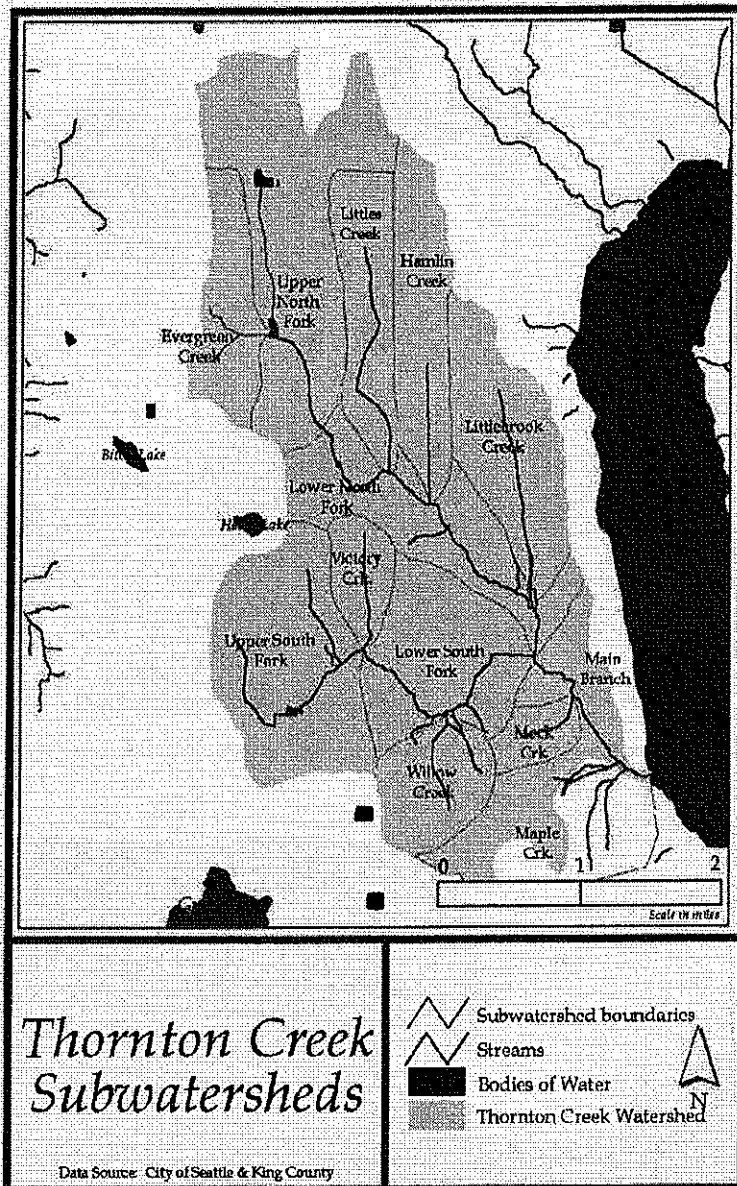 Littles
Creek
Hamlin
Creek
Upper
North
Fork
Evergreen
Creek
Littlebrook
Creek
Lake
Lower North
Fork
Lake
Victory
Crk.
Upper South
Fork
Lower South
Fork
Main
Branch
Mock
Crk.
Willow
Creek
Maple
Crk.
0 1 2
Scale in miles
Thornton Creek
Subwatersheds
Data Source: City of Seattle & King County
Subwatershed boundaries
Streams
Bodies of Water
Thornton Creek Watershed
N